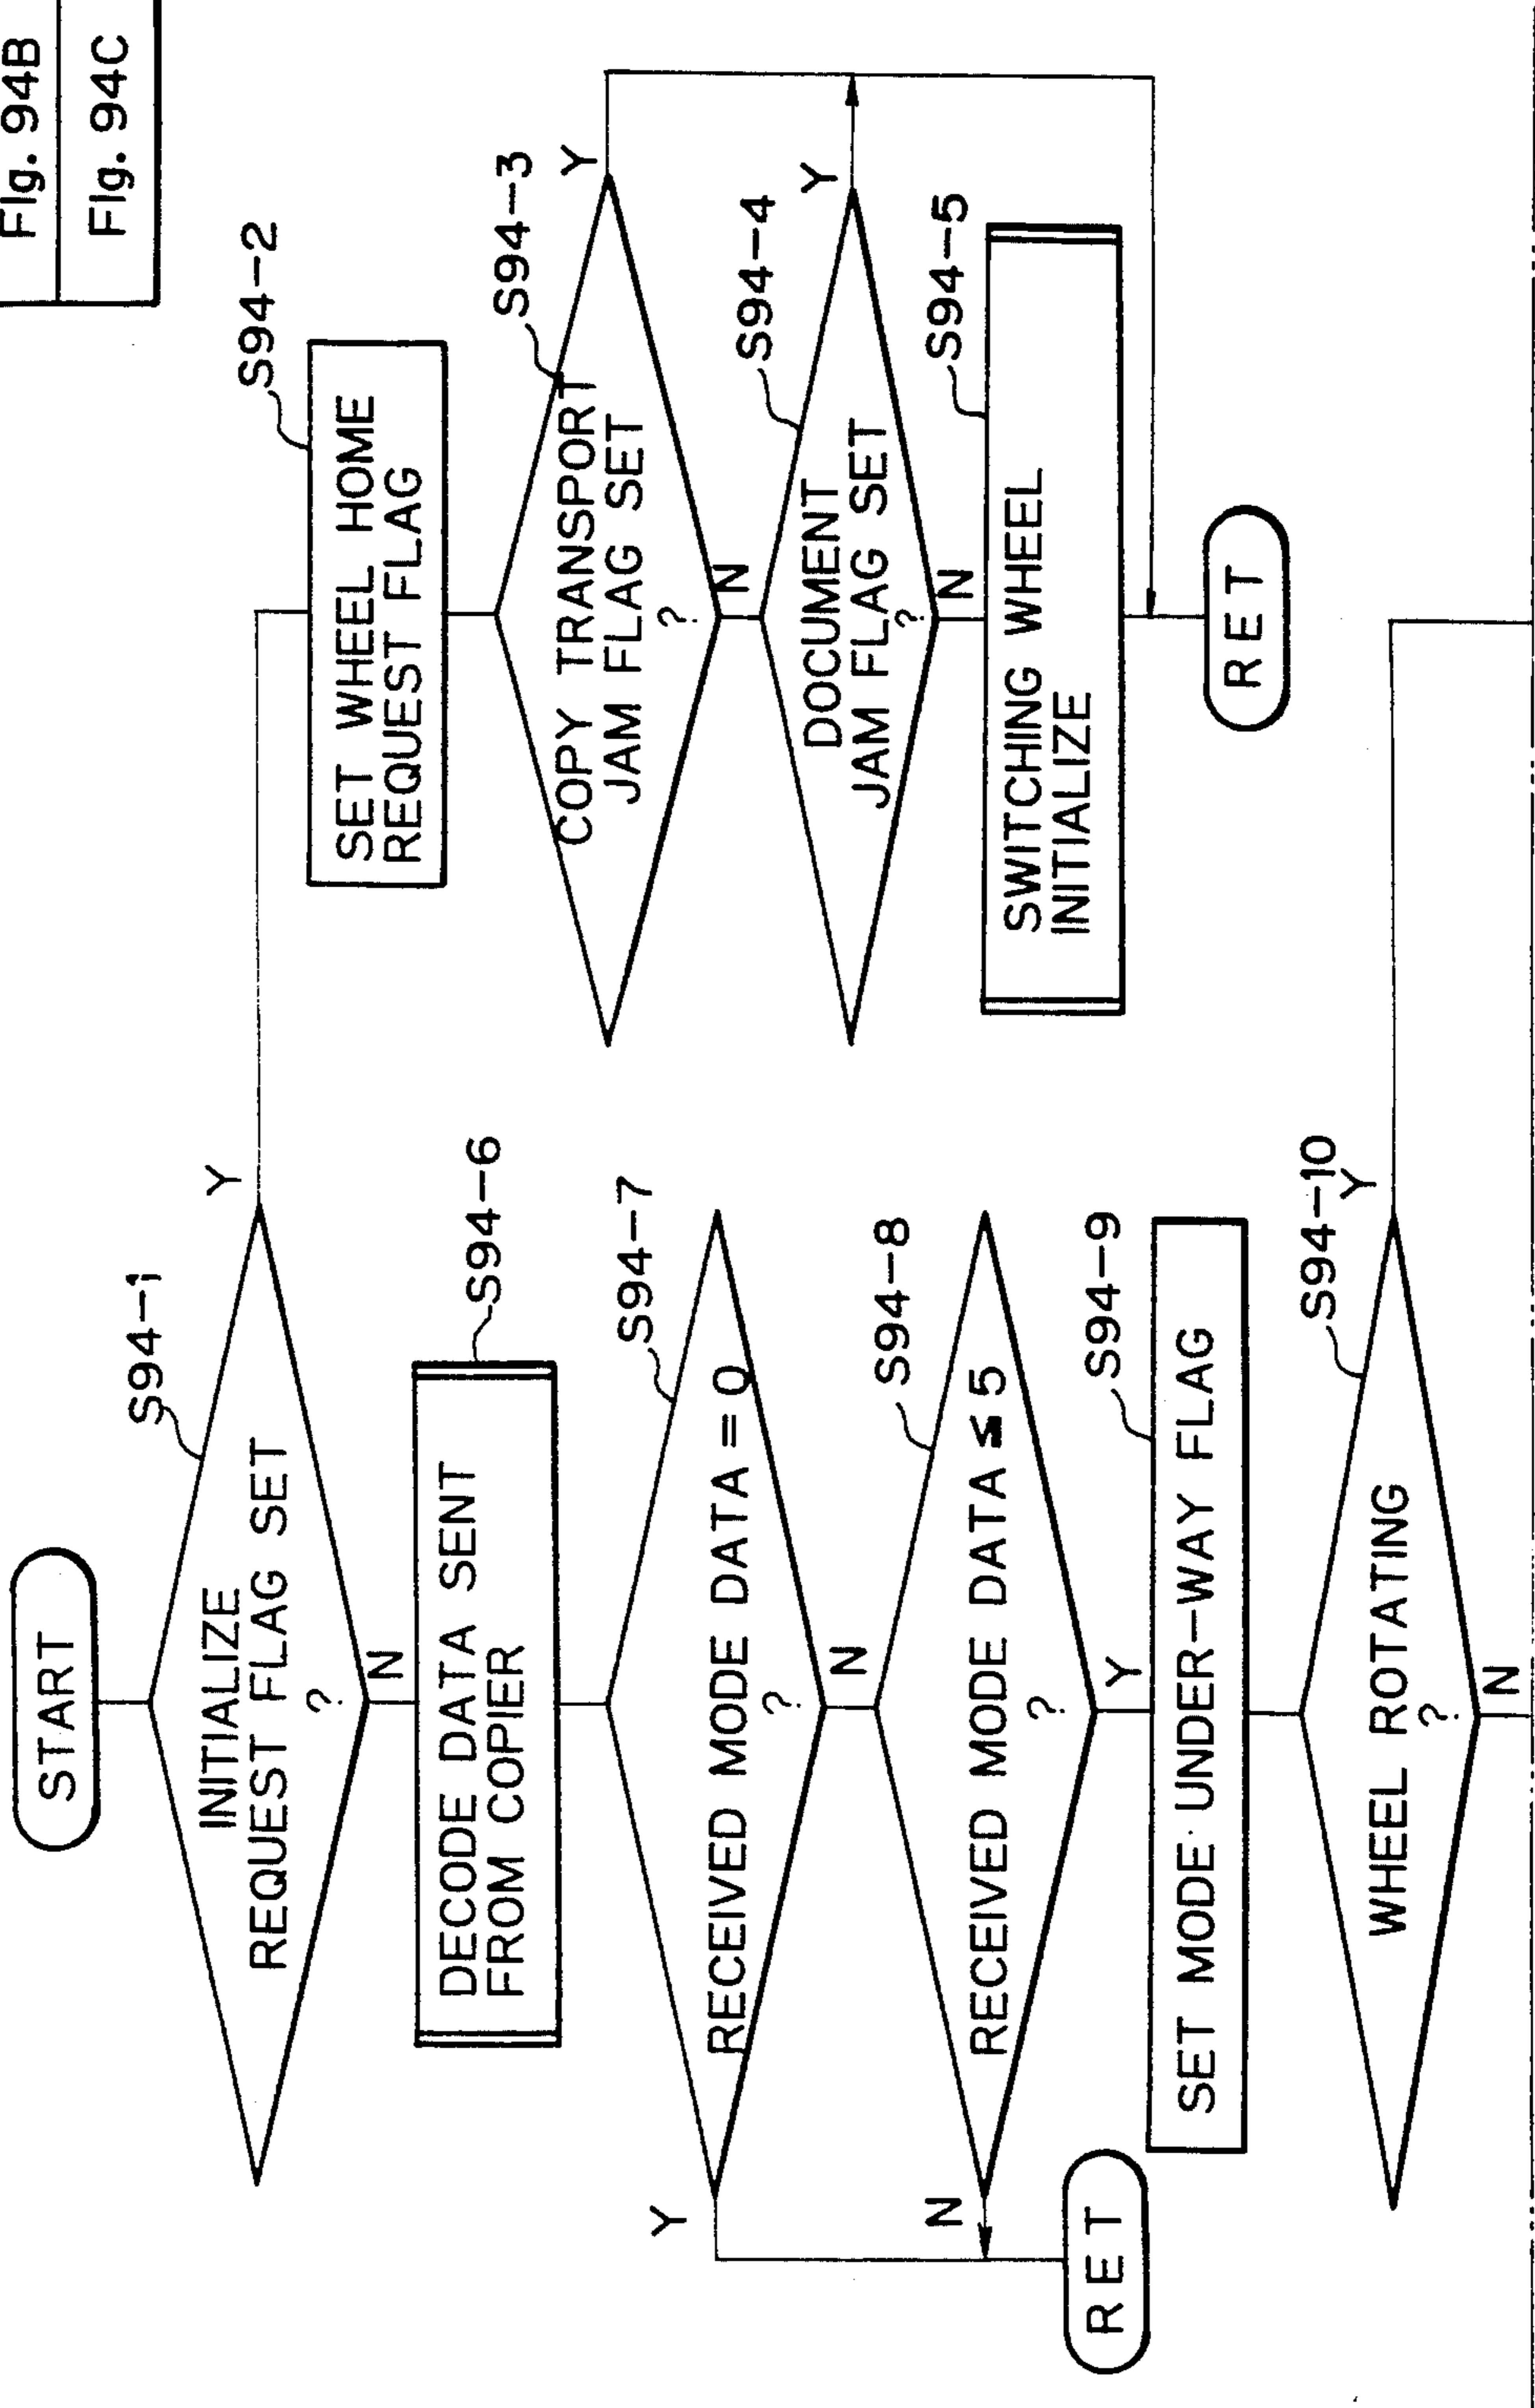 Fig. 94B
Fig. 94C
START
S94-1
INITIALIZE
REQUEST FLAG SET
?
Y
N
S94-2
SET WHEEL HOME
REQUEST FLAG
S94-3
COPY TRANSPORT
JAM FLAG SET
?
Y
N
S94-4
DOCUMENT
JAM FLAG SET
?
Y
N
S94-5
SWITCHING WHEEL
INITIALIZE
RET
S94-6
DECODE DATA SENT
FROM COPIER
S94-7
RECEIVED MODE DATA = 0
?
Y
N
S94-8
RECEIVED MODE DATA ≤ 5
?
N
Y
RET
S94-9
SET MODE UNDER-WAY FLAG
S94-10
WHEEL ROTATING
?
Y
N